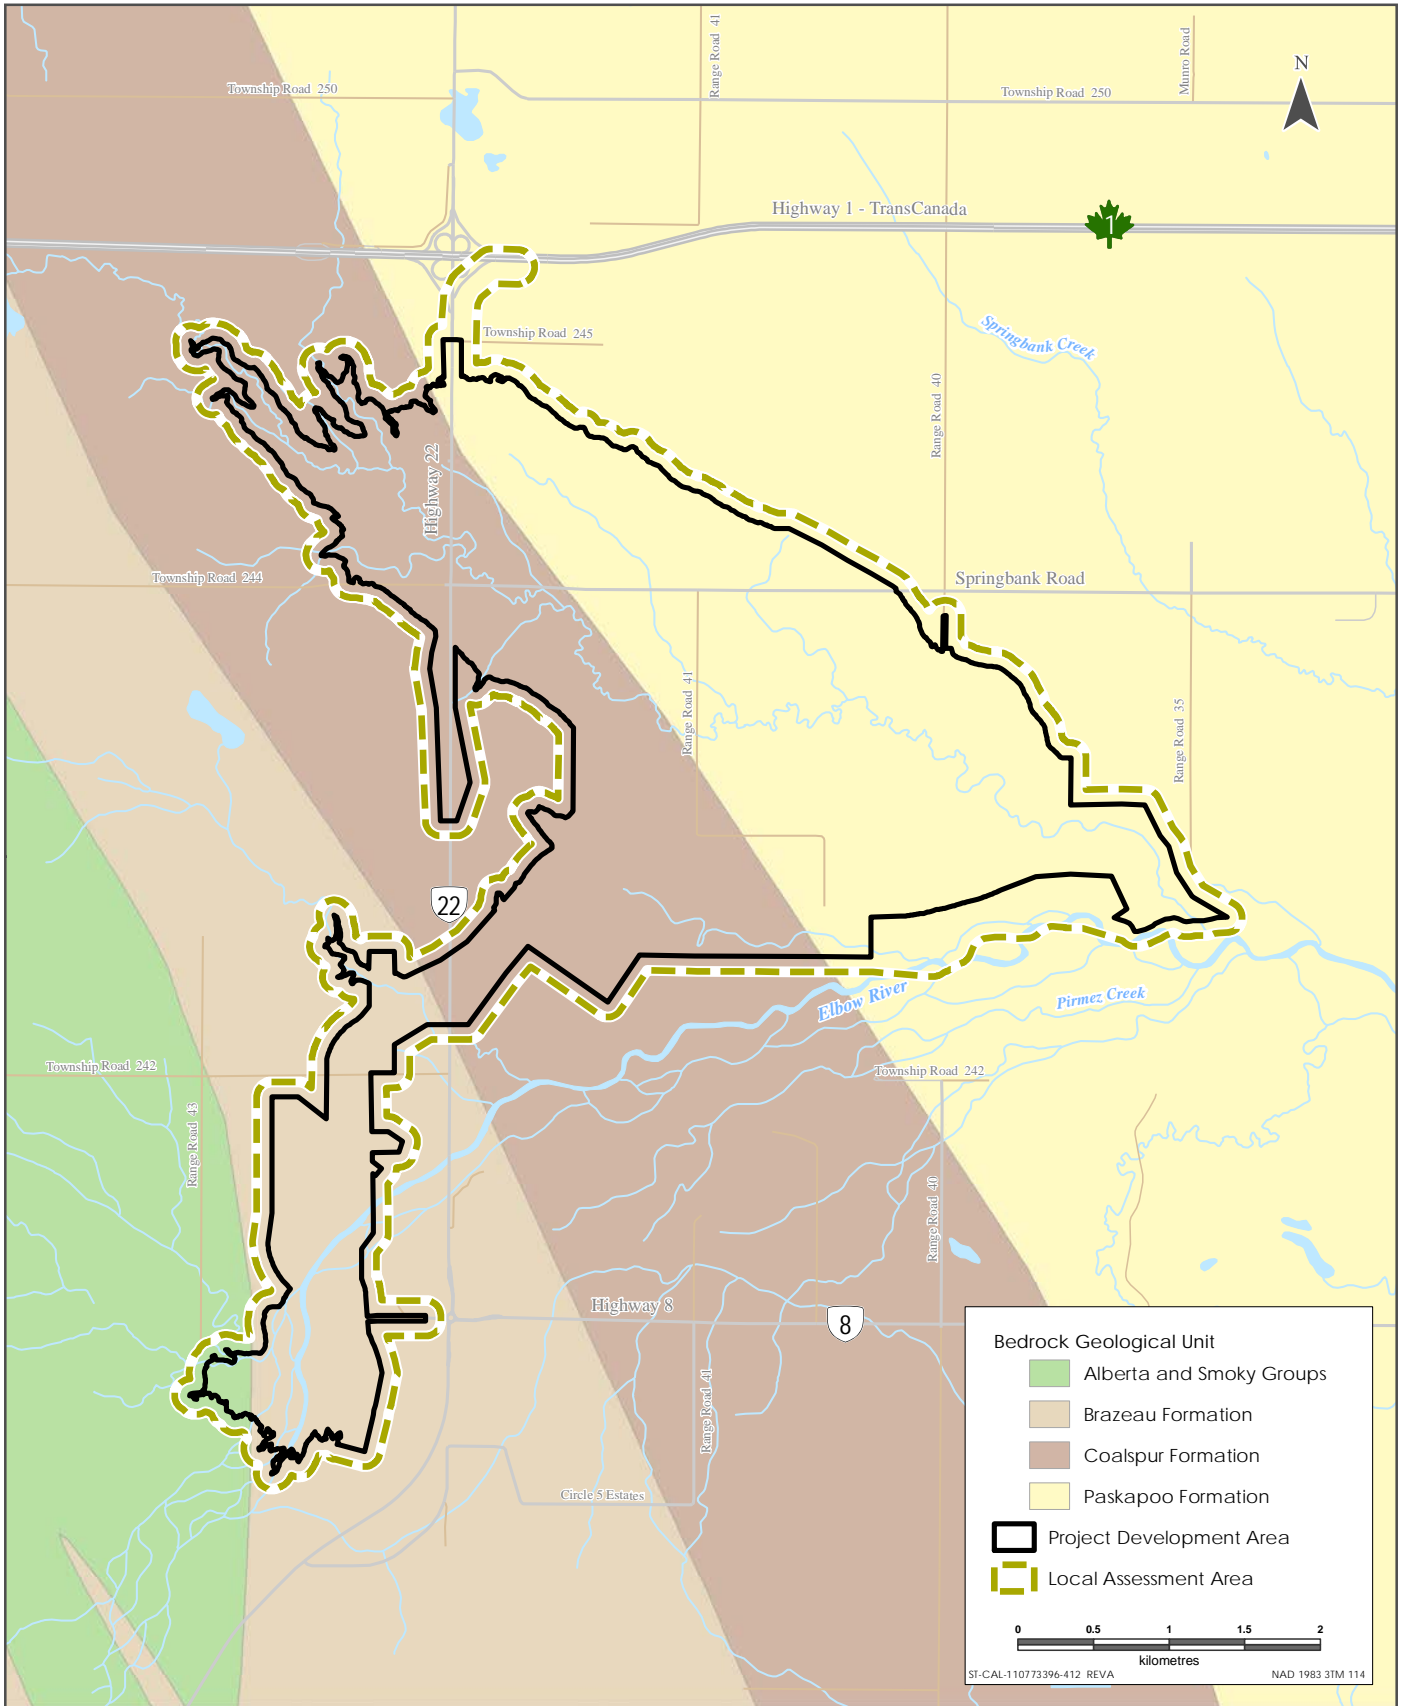 Range Road 41
Munro Road
N
Township Road 250
Township Road 250
Highway 1 - TransCanada
1
Springbank Creek
Township Road 245
Range Road 40
Highway 22
Township Road 244
Springbank Road
Range Road 41
Range Road 35
22
Elbow River
Pirmez Creek
Township Road 242
Township Road 242
Range Road 43
Range Road 40
Highway 8
8
Range Road 41
Circle 5 Estates
Bedrock Geological Unit
Alberta and Smoky Groups
Brazeau Formation
Coalspur Formation
Paskapoo Formation
Project Development Area
Local Assessment Area
0 0.5 1 1.5 2
kilometres
ST-CAL-110773396-412 REVA
NAD 1983 3TM 114